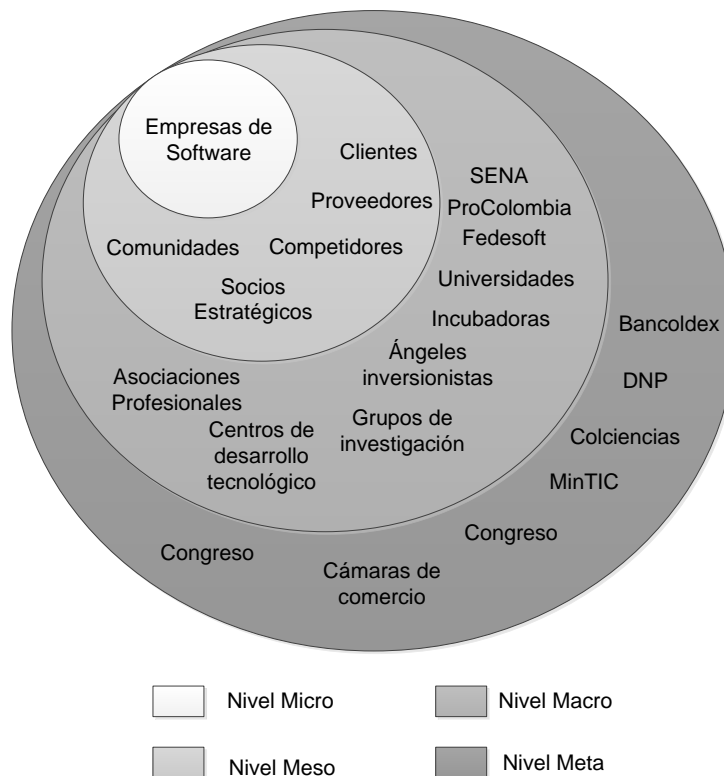 Empresas de
Software
Clientes
Proveedores
Comunidades
Competidores
Socios
Estratégicos
SENA
ProColombia
Fedesoft
Universidades
Incubadoras
Ángeles
inversionistas
Asociaciones
Profesionales
Grupos de
investigación
Centros de
desarrollo
tecnológico
Bancoldex
DNP
Colciencias
MinTIC
Congreso
Congreso
Cámaras de
comercio
Nivel Micro
Nivel Macro
Nivel Meso
Nivel Meta